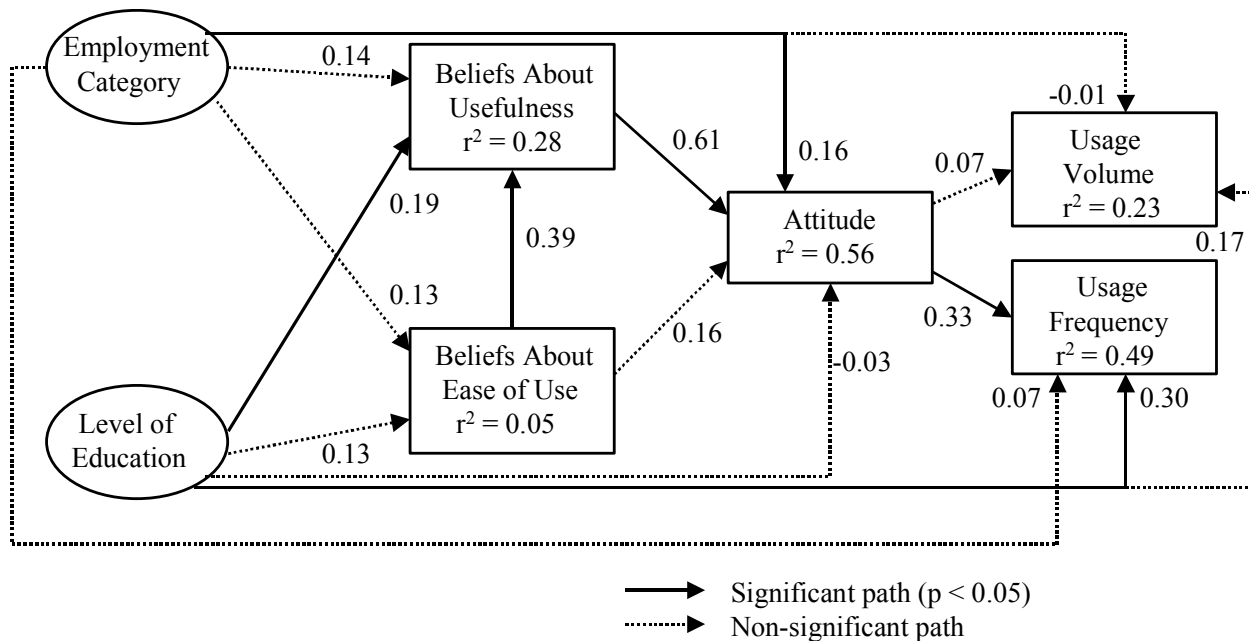 Employment
Category
0.14
Beliefs About
Usefulness
r² = 0.28
0.61
0.16
-0.01
Usage
Volume
r² = 0.23
0.07
0.19
0.39
Attitude
r² = 0.56
0.17
0.13
Beliefs About
Ease of Use
r² = 0.05
0.16
-0.03
0.33
Usage
Frequency
r² = 0.49
0.07
0.30
Level of
Education
0.13
Significant path (p < 0.05)
Non-significant path